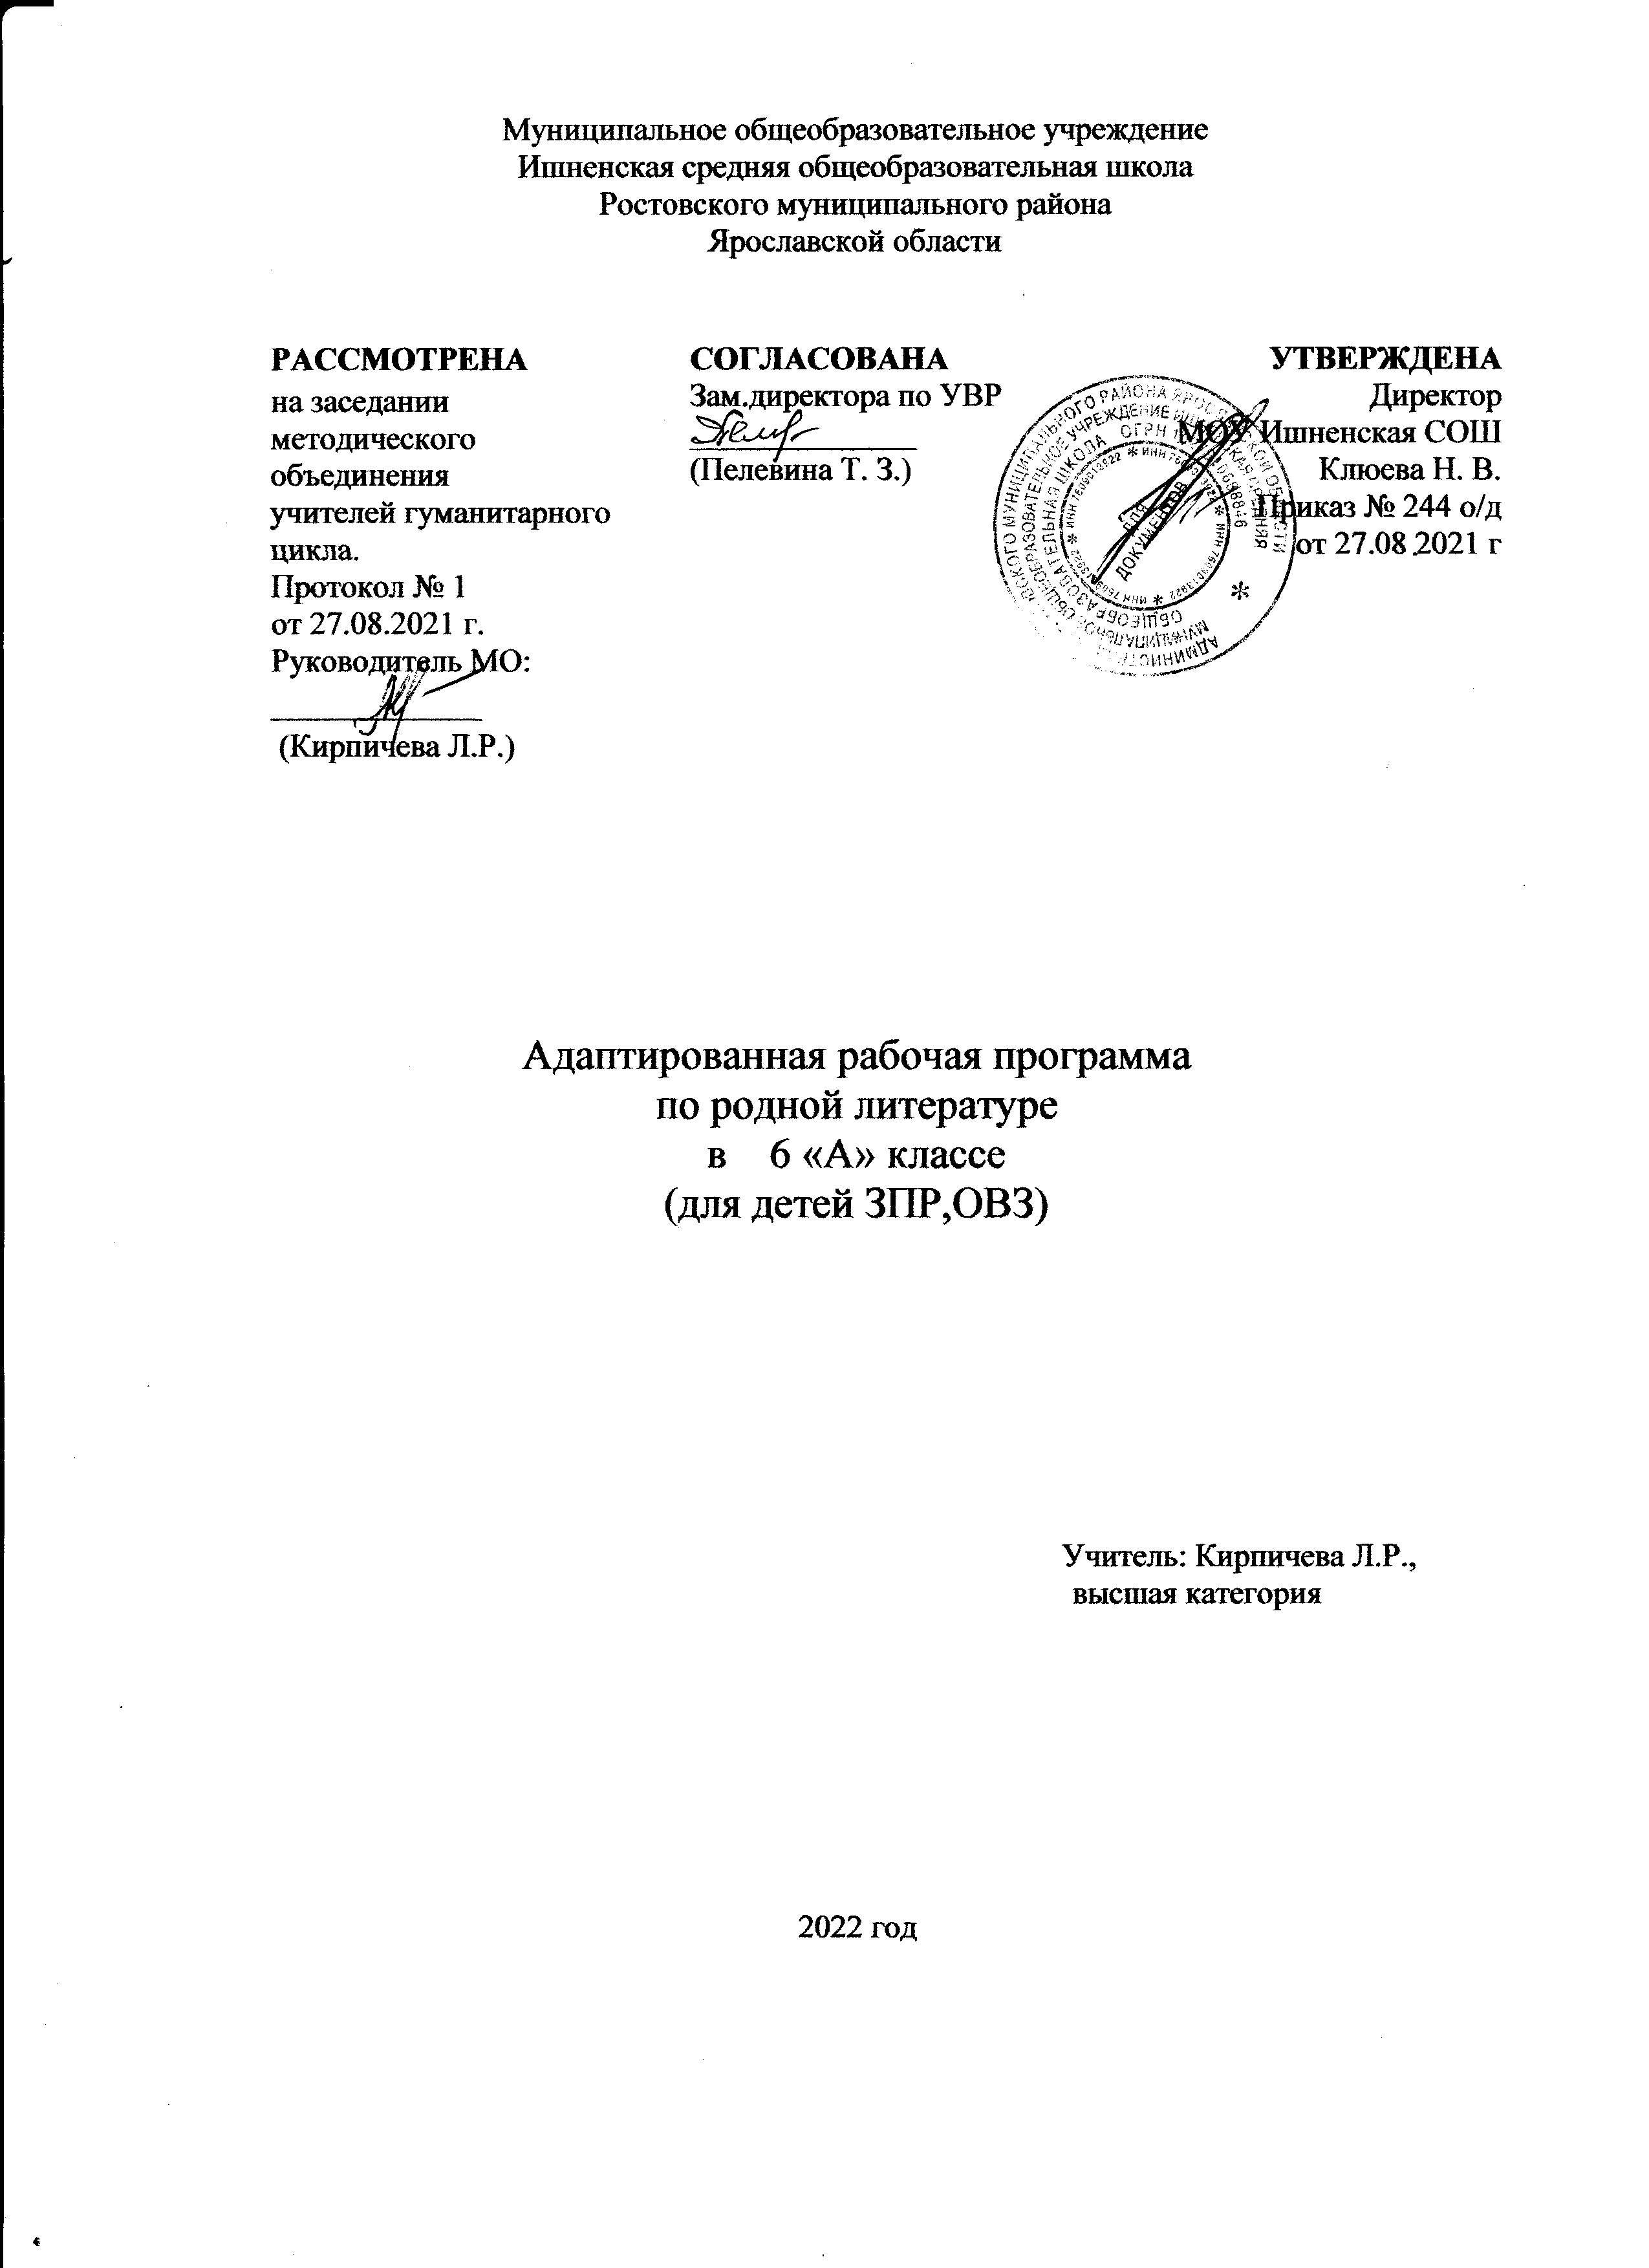 Муниципальное общеобразовательное учреждение
Ишненская средняя общеобразовательная школа
Ростовского муниципального района
Ярославской области
РАССМОТРЕНА
на заседании
методического
объединения
учителей гуманитарного
цикла.
Протокол № 1
от 27.08.2021 г.
Руководитель МО:
(Кирпичева Л.Р.)
СОГЛАСОВАНА
Зам.директора по УВР
(Пелевина Т. З.)
УТВЕРЖДЕНА
Директор
МОУ Ишненская СОШ
Клюева Н. В.
Приказ № 244 о/д
от 27.08.2021 г
ДЛЯ
ДОКУМЕНТОВ
Адаптированная рабочая программа
по родной литературе
в 6 «А» классе
(для детей ЗПР,ОВЗ)
Учитель: Кирпичева Л.Р.,
высшая категория
2022 год